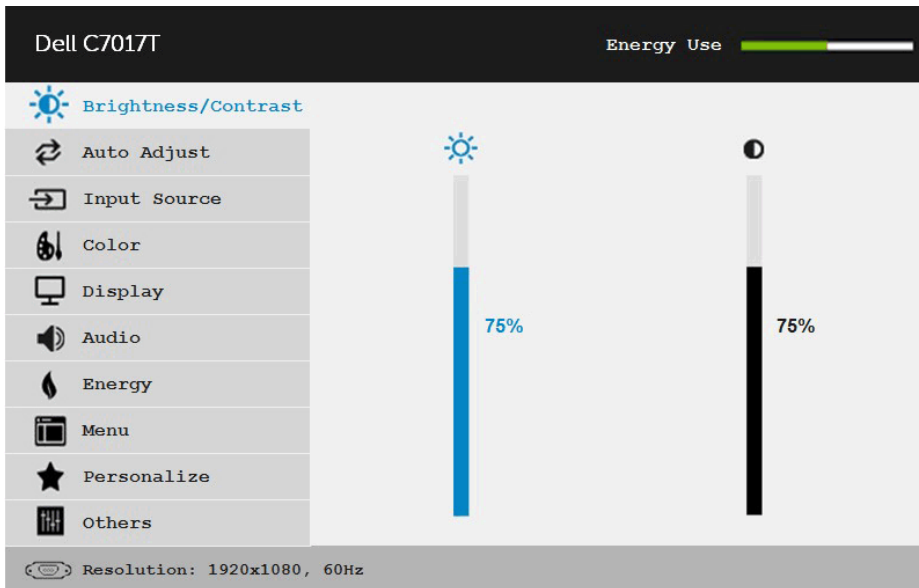 Dell C7017T
Energy Use
Brightness/Contrast
Auto Adjust
Input Source
Color
Display
Audio
Energy
Menu
Personalize
Others
75%
75%
Resolution: 1920x1080, 60Hz